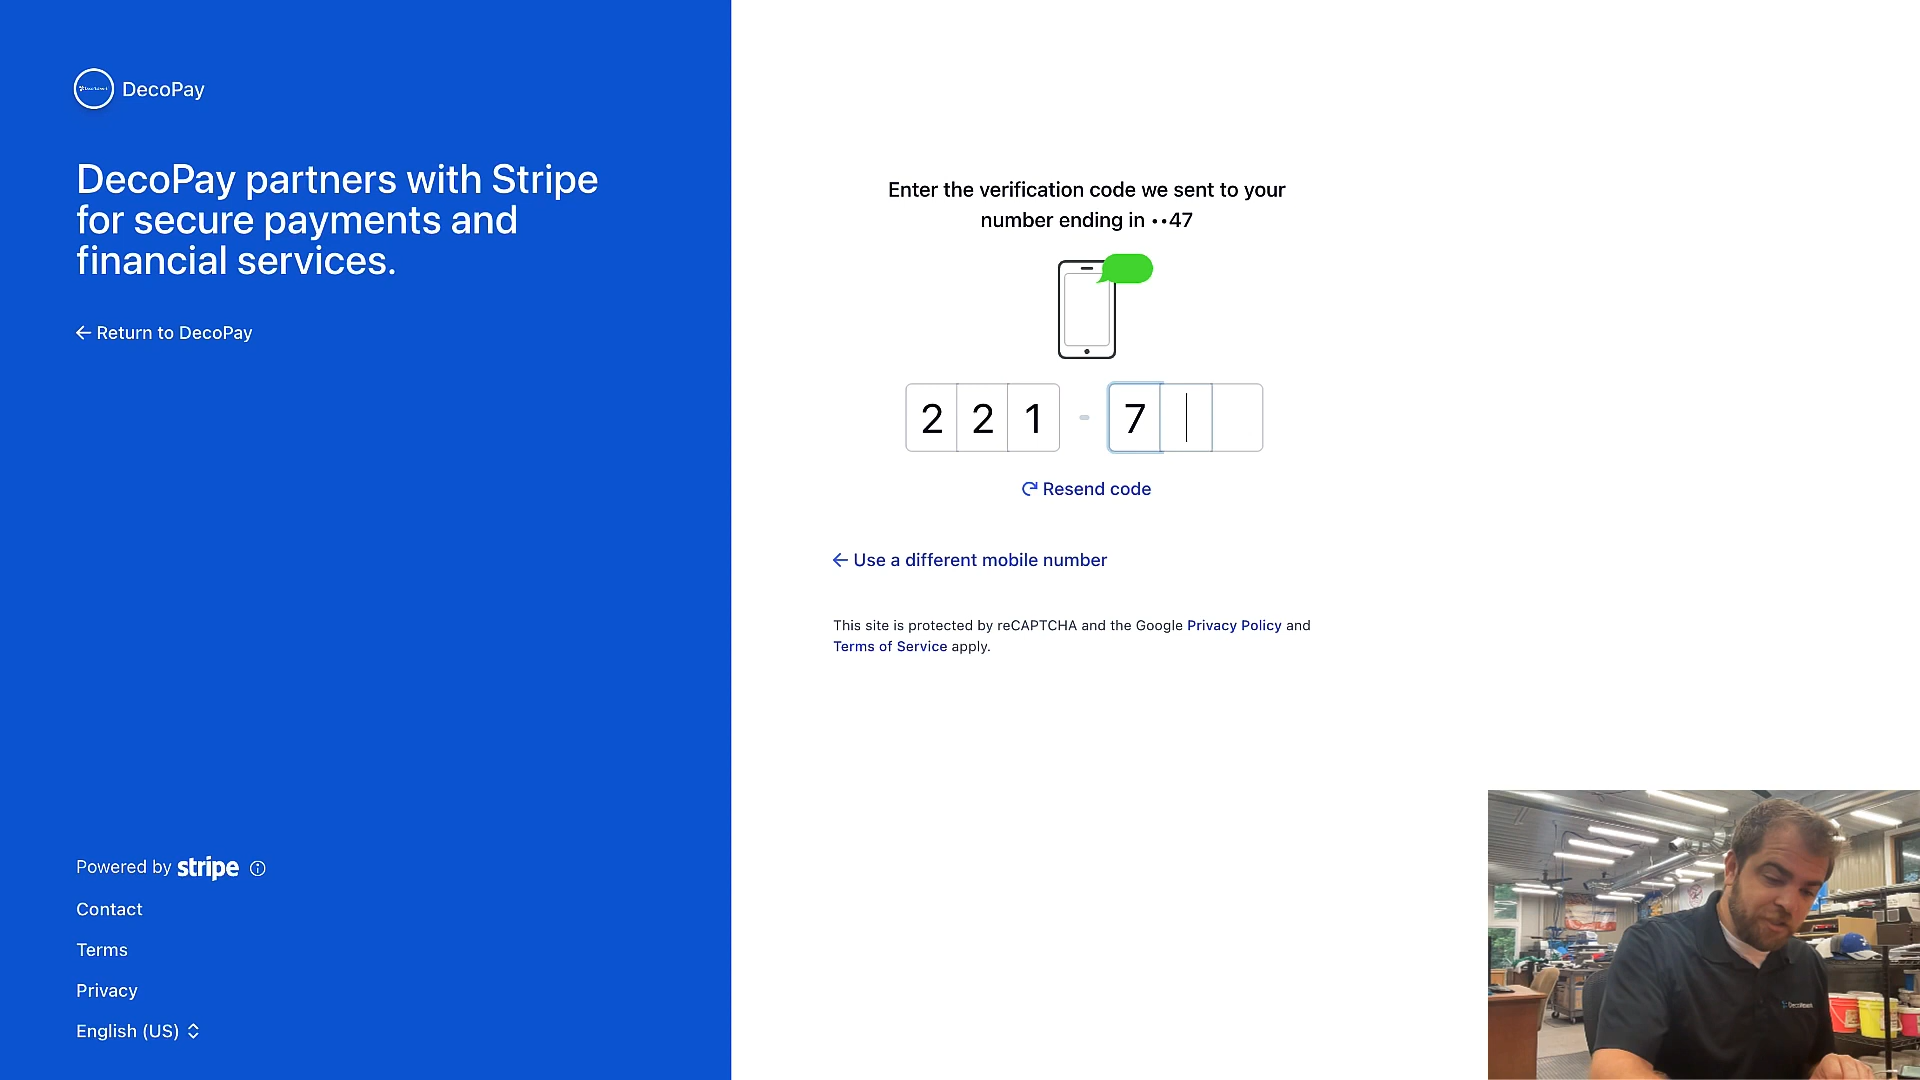 DecoPay
DecoPay partners with Stripe
for secure payments and
financial services.
Return to DecoPay
Powered by stripe
Contact
Terms
Privacy
English (US)
Enter the verification code we sent to your
number ending in ••47
2 2 1 - 7
Resend code
Use a different mobile number
This site is protected by reCAPTCHA and the Google Privacy Policy and
Terms of Service apply.
DecoNetwork